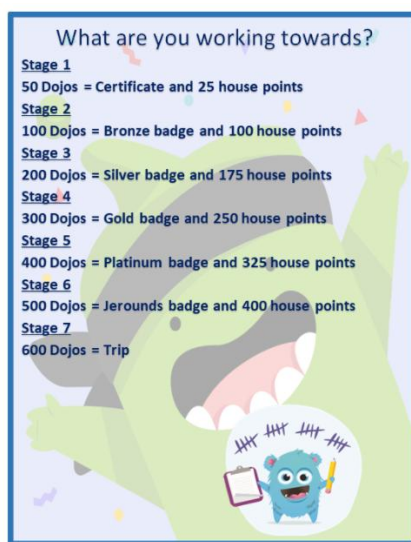 What are you working towards?
Stage 1
50 Dojos = Certificate and 25 house points
Stage 2
100 Dojos = Bronze badge and 100 house points
Stage 3
200 Dojos = Silver badge and 175 house points
Stage 4
300 Dojos = Gold badge and 250 house points
Stage 5
400 Dojos = Platinum badge and 325 house points
Stage 6
500 Dojos = Jerounds badge and 400 house points
Stage 7
600 Dojos = Trip